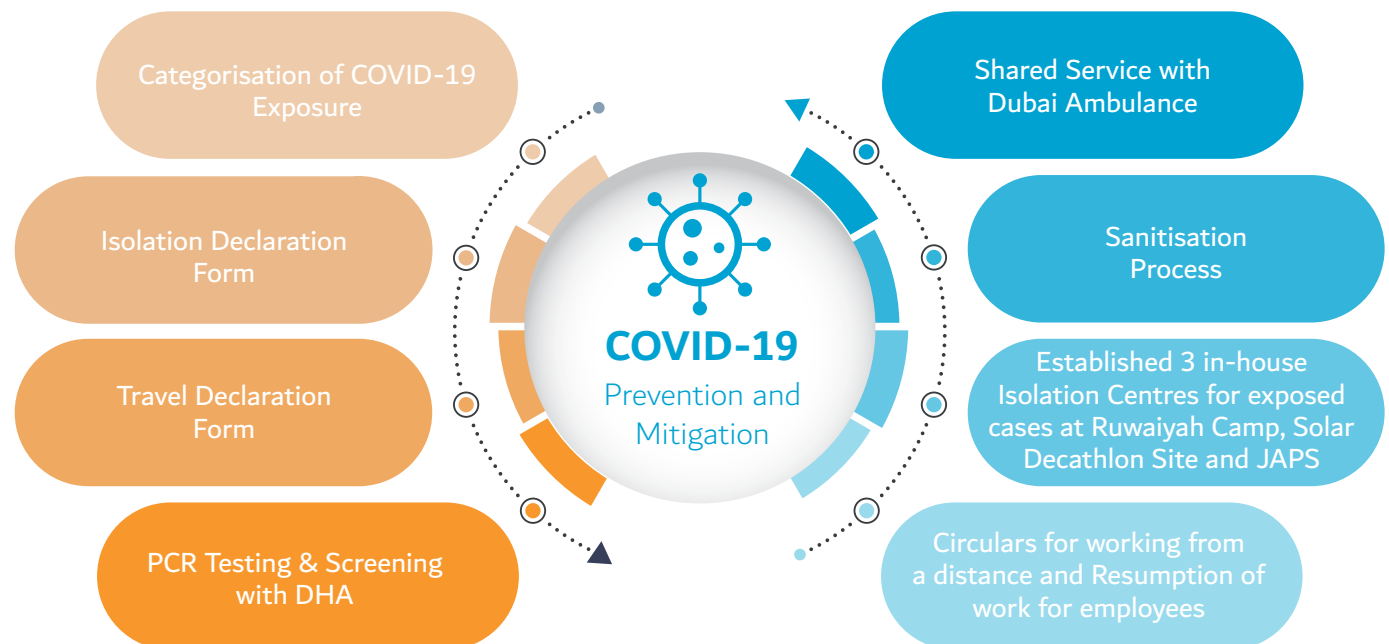 Categorisation of COVID-19
Exposure
Isolation Declaration
Form
Travel Declaration
Form
PCR Testing & Screening
with DHA
COVID-19
Prevention and
Mitigation
Shared Service with
Dubai Ambulance
Sanitisation
Process
Established 3 in-house
Isolation Centres for exposed
cases at Ruwaiyah Camp, Solar
Decathlon Site and JAPS
Circulars for working from
a distance and Resumption of
work for employees